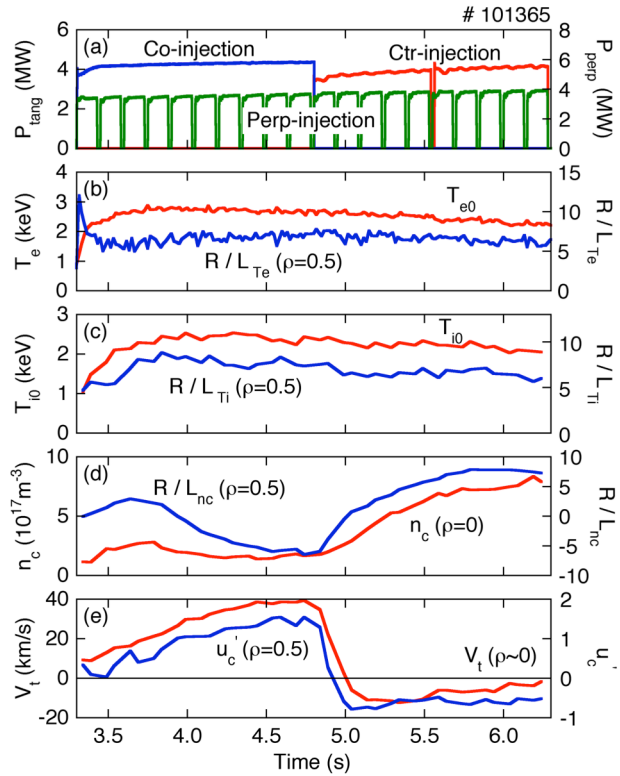 # 101365
(a)
Co-injection
Ctr-injection
Perp-injection
P_tang (MW)
P_perp (MW)
6
4
2
0
8
6
4
2
0
(b)
T_e0
R / L_Te (ρ=0.5)
T_e (keV)
R / L_Te
4
3
2
1
0
15
10
5
0
(c)
T_i0
R / L_Ti (ρ=0.5)
T_i0 (keV)
R / L_Ti
3
2
1
0
10
5
0
(d)
R / L_nc (ρ=0.5)
n_c (ρ=0)
n_c (10^17 m^-3)
R / L_nc
10
5
0
10
5
0
-5
-10
(e)
u_c' (ρ=0.5)
V_t (ρ~0)
V_t (km/s)
u_c'
40
20
0
-20
2
1
0
-1
3.5 4.0 4.5 5.0 5.5 6.0
Time (s)